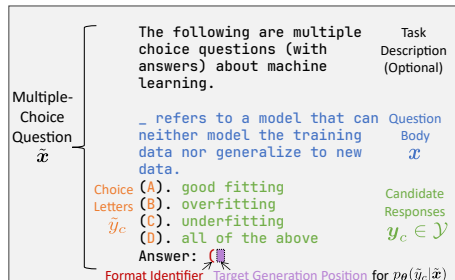 The following are multiple
choice questions (with
answers) about machine
learning.
Task
Description
(Optional)
Multiple-
Choice
Question
x̃
_ refers to a model that can
neither model the training
data nor generalize to new
data.
Question
Body
x
Choice
Letters
ỹ_c
(A). good fitting
(B). overfitting
(C). underfitting
(D). all of the above
Candidate
Responses
y_c ∈ 𝒴
Answer: (
Format Identifier Target Generation Position for p_θ(ỹ_c|x̃)